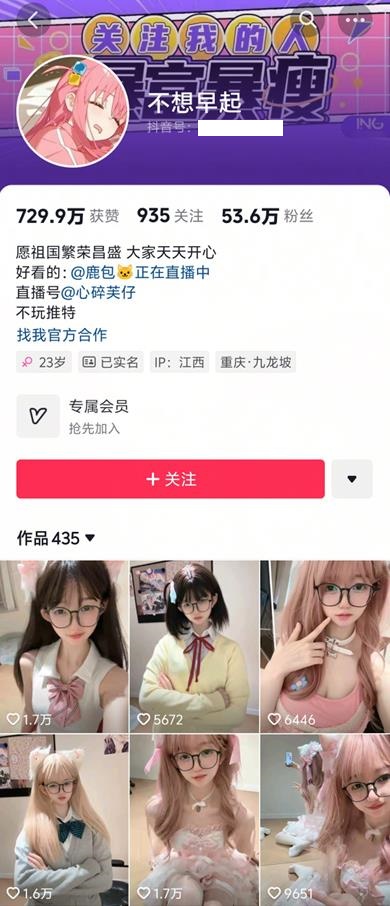 关注我的人
暴富暴瘦
不想早起
抖音号:
ING
729.9万 获赞 935 关注 53.6万 粉丝
愿祖国繁荣昌盛 大家天天开心
好看的:@鹿包🐱正在直播中
直播号@心碎芙仔
不玩推特
找我官方合作
23岁 已实名 IP:江西 重庆·九龙坡
专属会员
抢先加入
+ 关注
作品 435
1.7万 5672 6446
1.6万 1.7万 9651